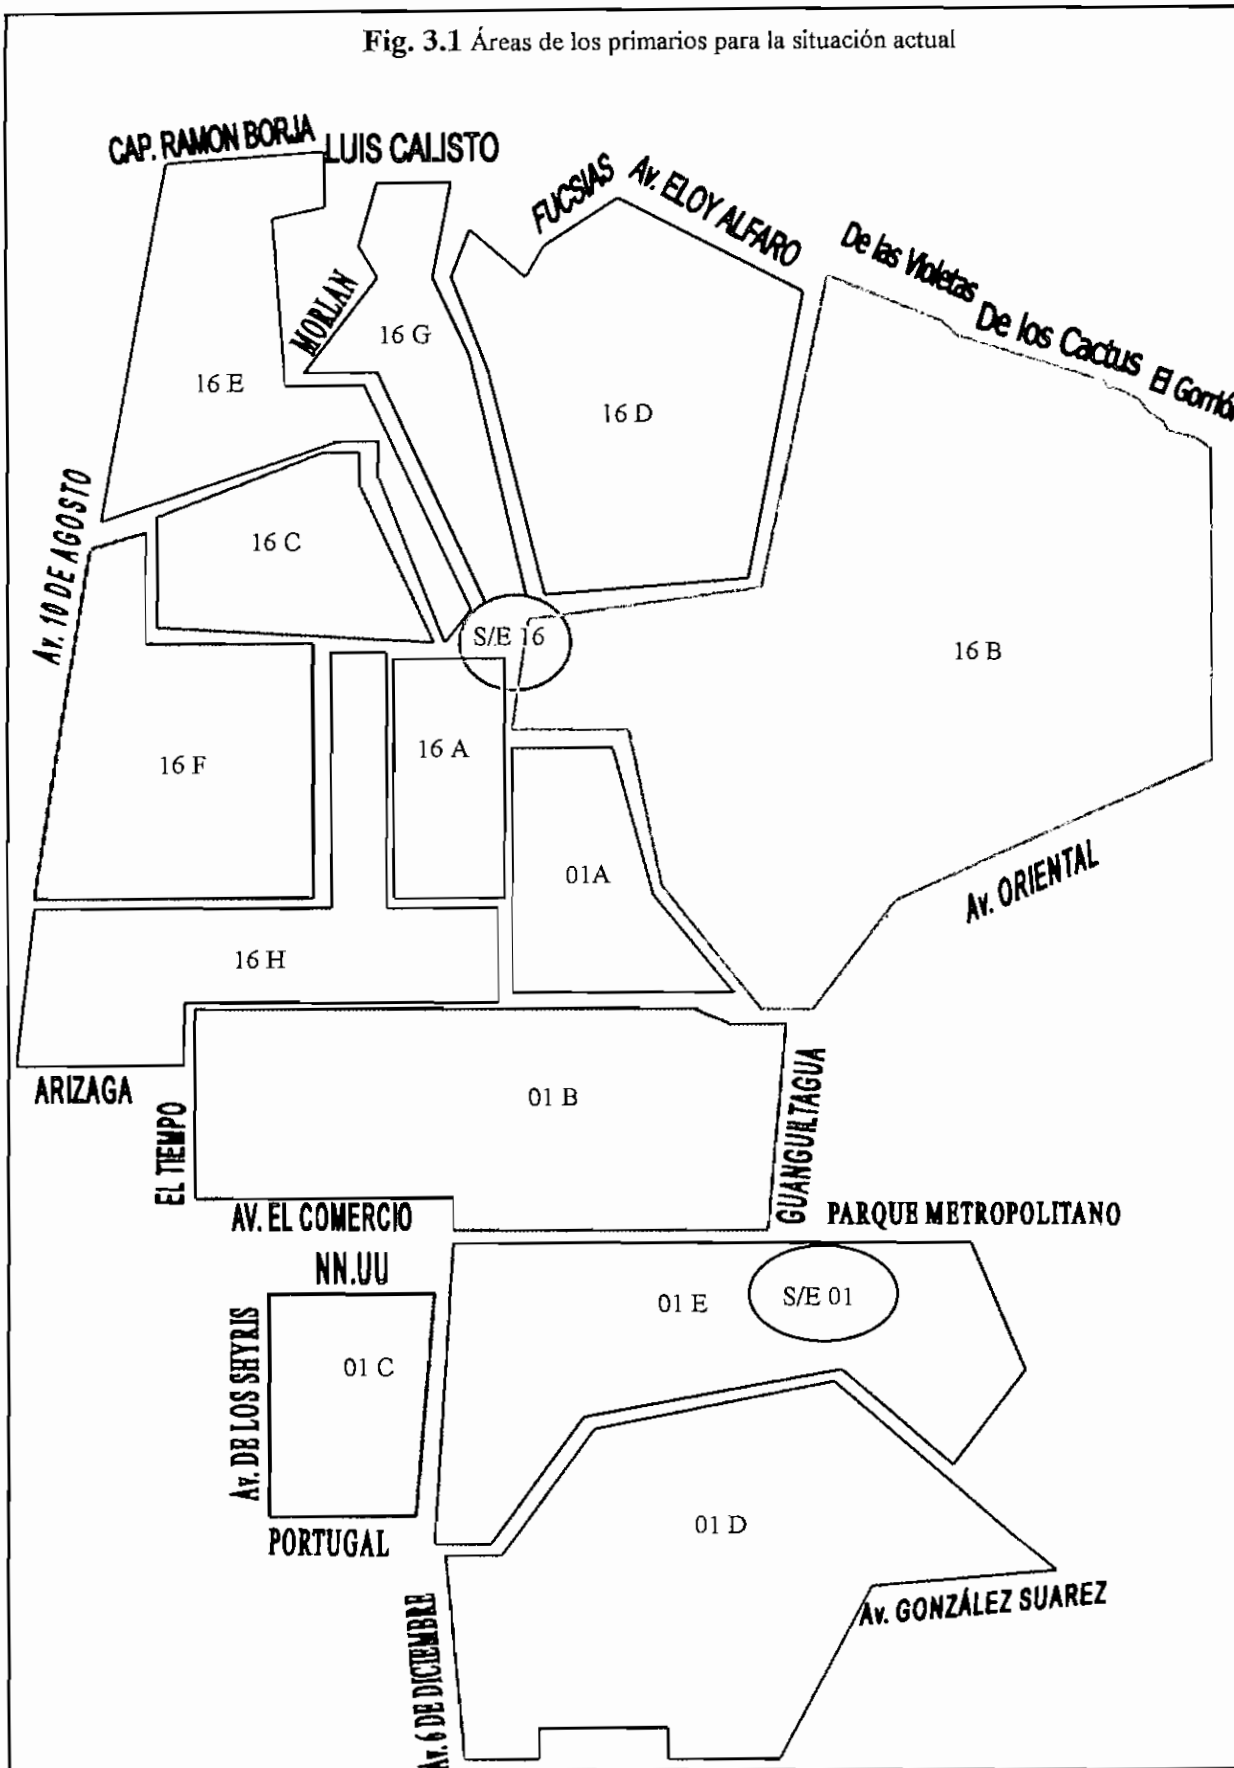 Fig. 3.1 Áreas de los primarios para la situación actual
CAP. RAMON BORJA
LUIS CALISTO
FUCSIAS
Av. ELOY ALFARO
De las Violetas
De los Cactus
El Gorrión
MORLAN
16 G
16 E
16 D
Av. 10 DE AGOSTO
16 C
S/E 16
16 B
16 A
16 F
01A
Av. ORIENTAL
16 H
ARIZAGA
EL TIEMPO
01 B
GUANGUILTAGUA
AV. EL COMERCIO
PARQUE METROPOLITANO
NN.UU
01 E
S/E 01
Av. DE LOS SHYRIS
01 C
PORTUGAL
01 D
Av. GONZÁLEZ SUAREZ
Av. 6 DE DICIEMBRE